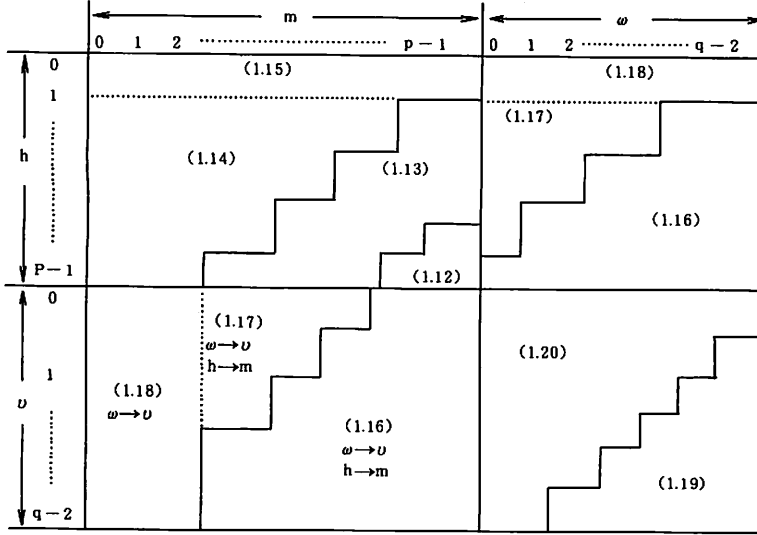 m ω
0 1 2 p−1 0 1 2 q−2
0 (1.15) (1.18)
1
(1.17)
h (1.14) (1.13)
(1.16)
P−1 (1.12)
0
(1.17)
ω→υ (1.20)
h→m
1 (1.18)
υ ω→υ (1.16)
ω→υ
h→m (1.19)
q−2